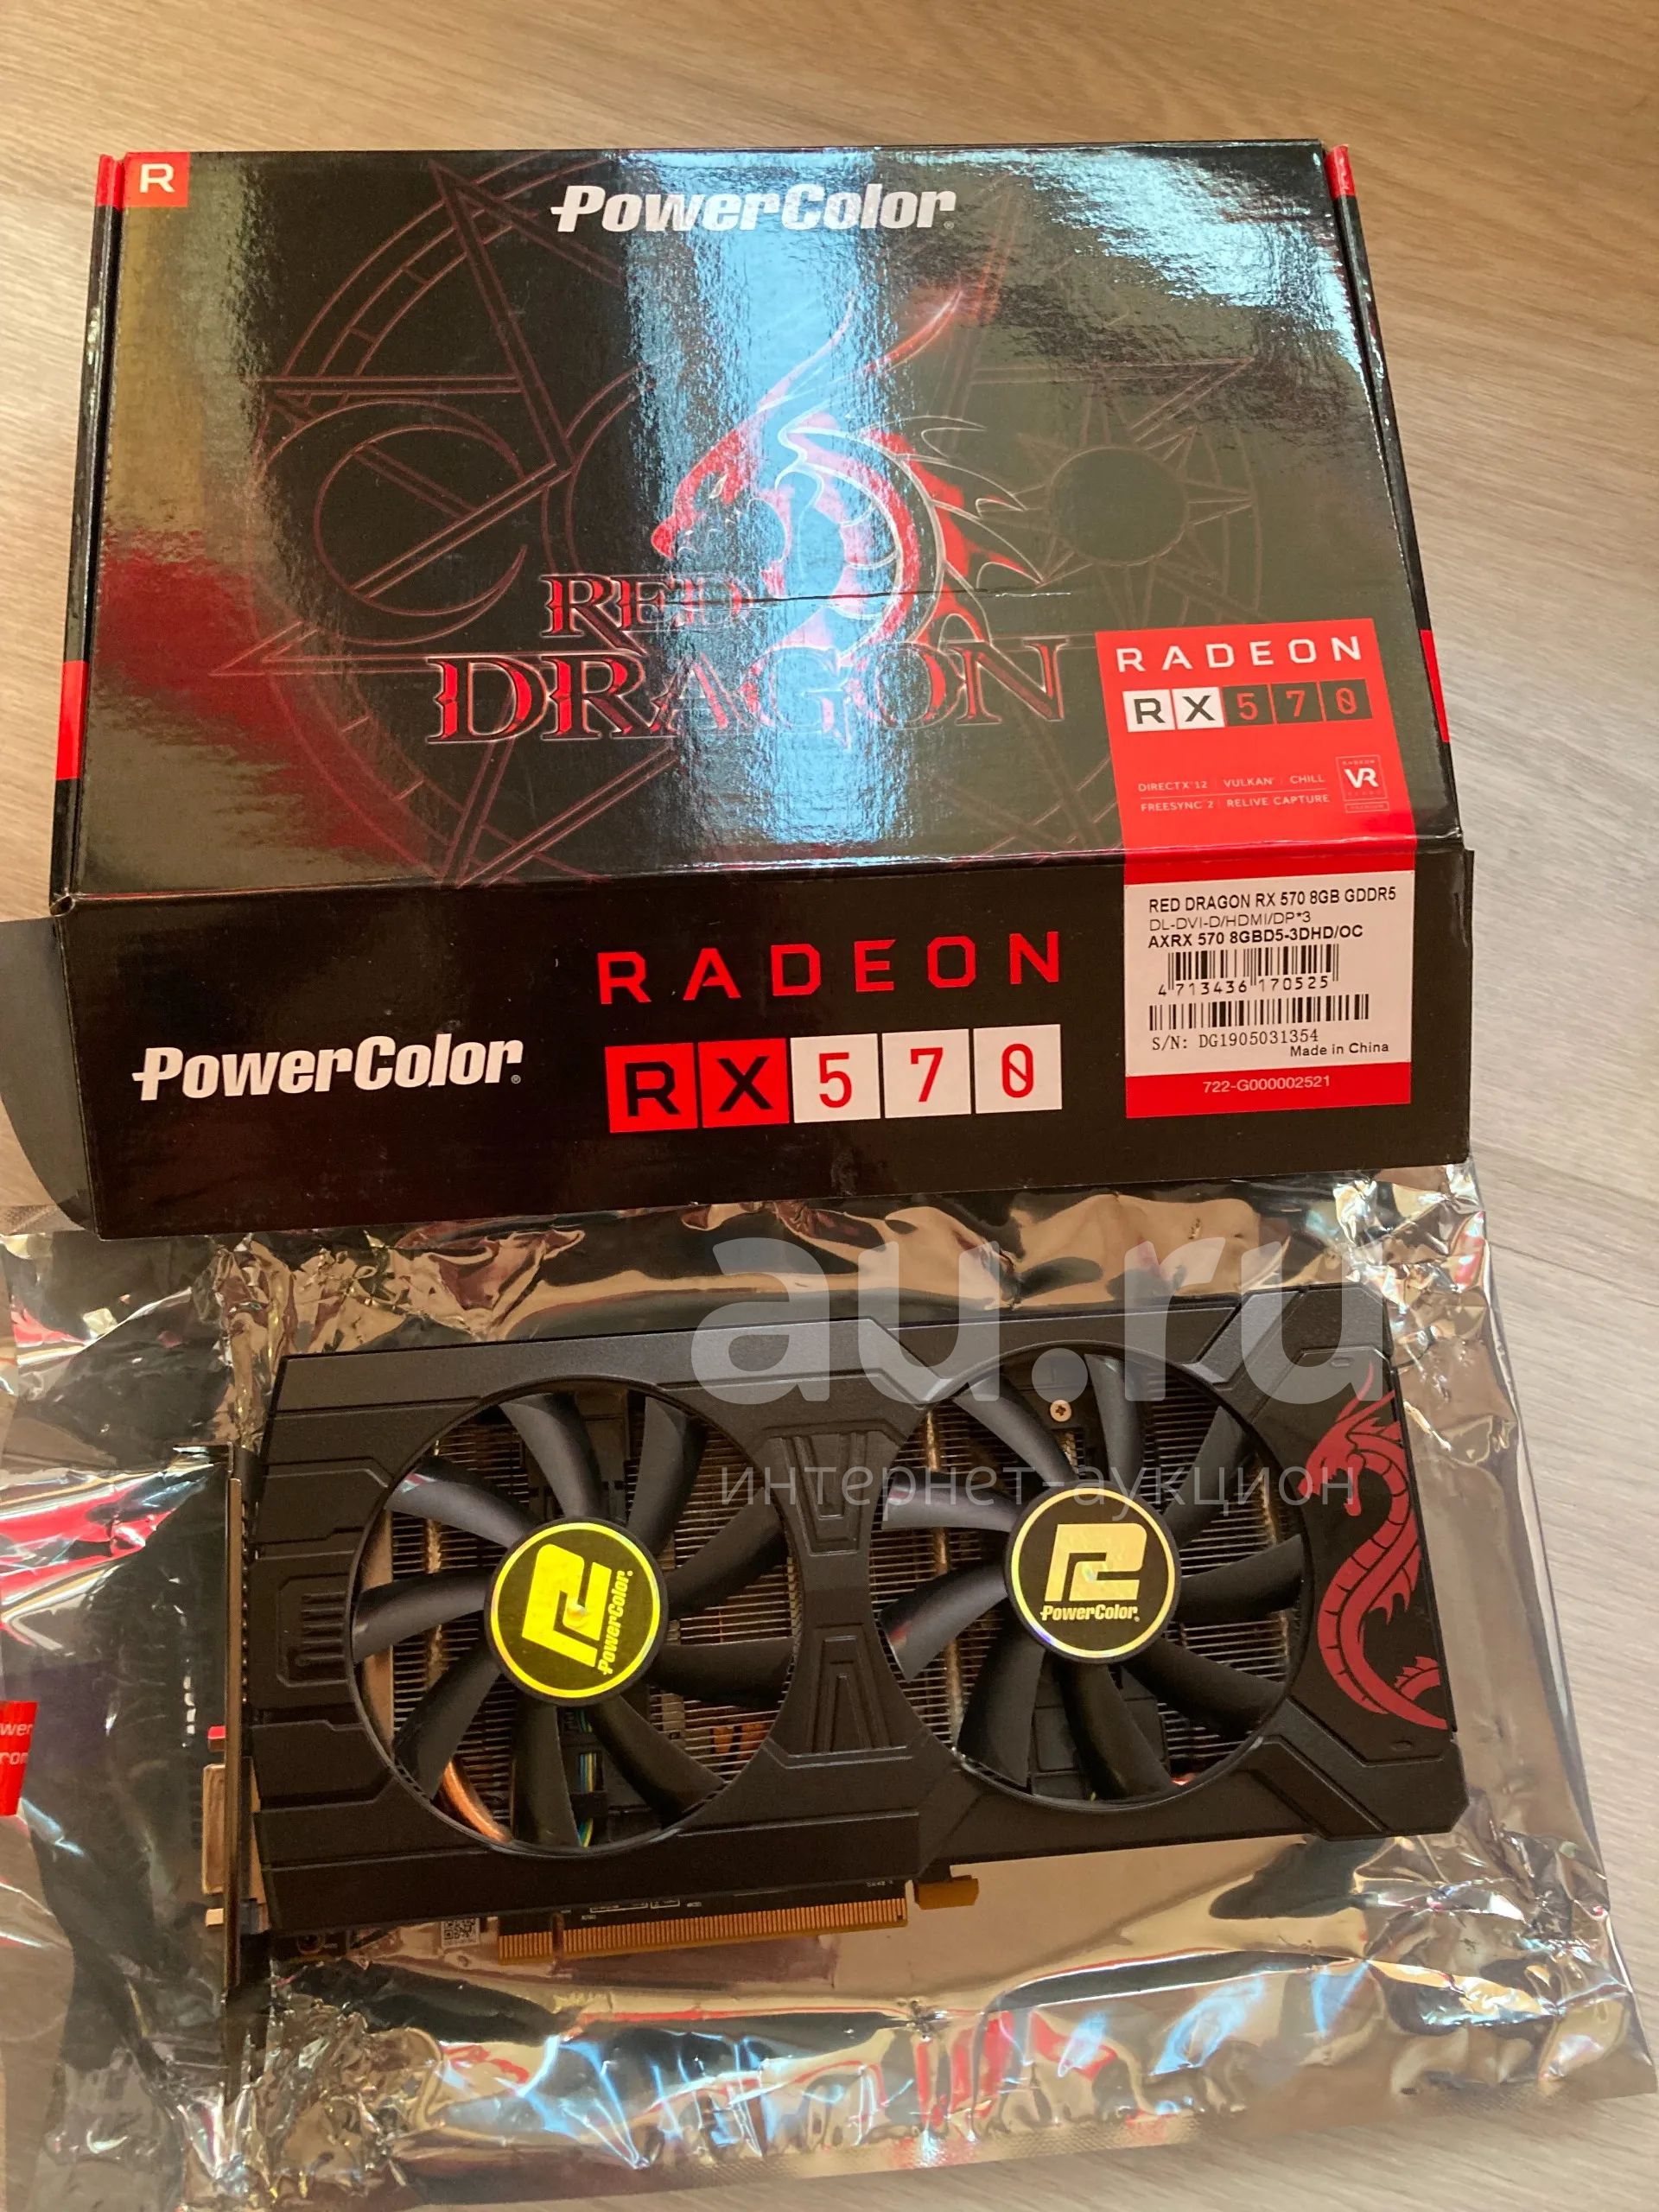 R
PowerColor
RED
DRAGON
RADEON
RX 570
DIRECTX 12 VULKAN CHILL
FREESYNC 2 RELIVE CAPTURE
RADEON
VR
RED DRAGON RX 570 8GB GDDR5
DL-DVI-D/HDMI/DP*3
AXRX 570 8GBD5-3DHD/OC
4 713436 170525
S/N: DG1905031354
Made in China
722-G000002521
RADEON
PowerColor
RX 570
au.ru
интернет-аукцион
PowerColor
PowerColor